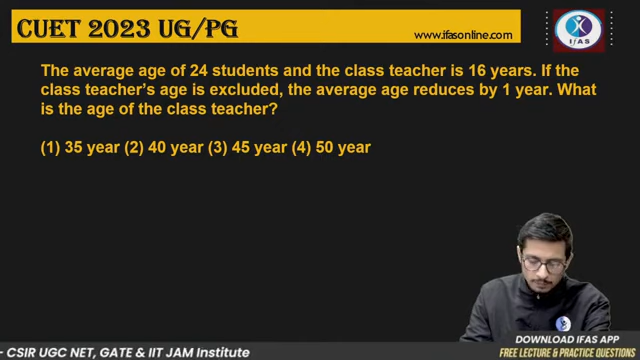 CUET 2023 UG/PG
www.ifasonline.com
IFAS
The average age of 24 students and the class teacher is 16 years. If the
class teacher's age is excluded, the average age reduces by 1 year. What
is the age of the class teacher?
(1) 35 year (2) 40 year (3) 45 year (4) 50 year
DOWNLOAD IFAS APP
- CSIR UGC NET, GATE & IIT JAM Institute
FREE LECTURE & PRACTICE QUESTIONS